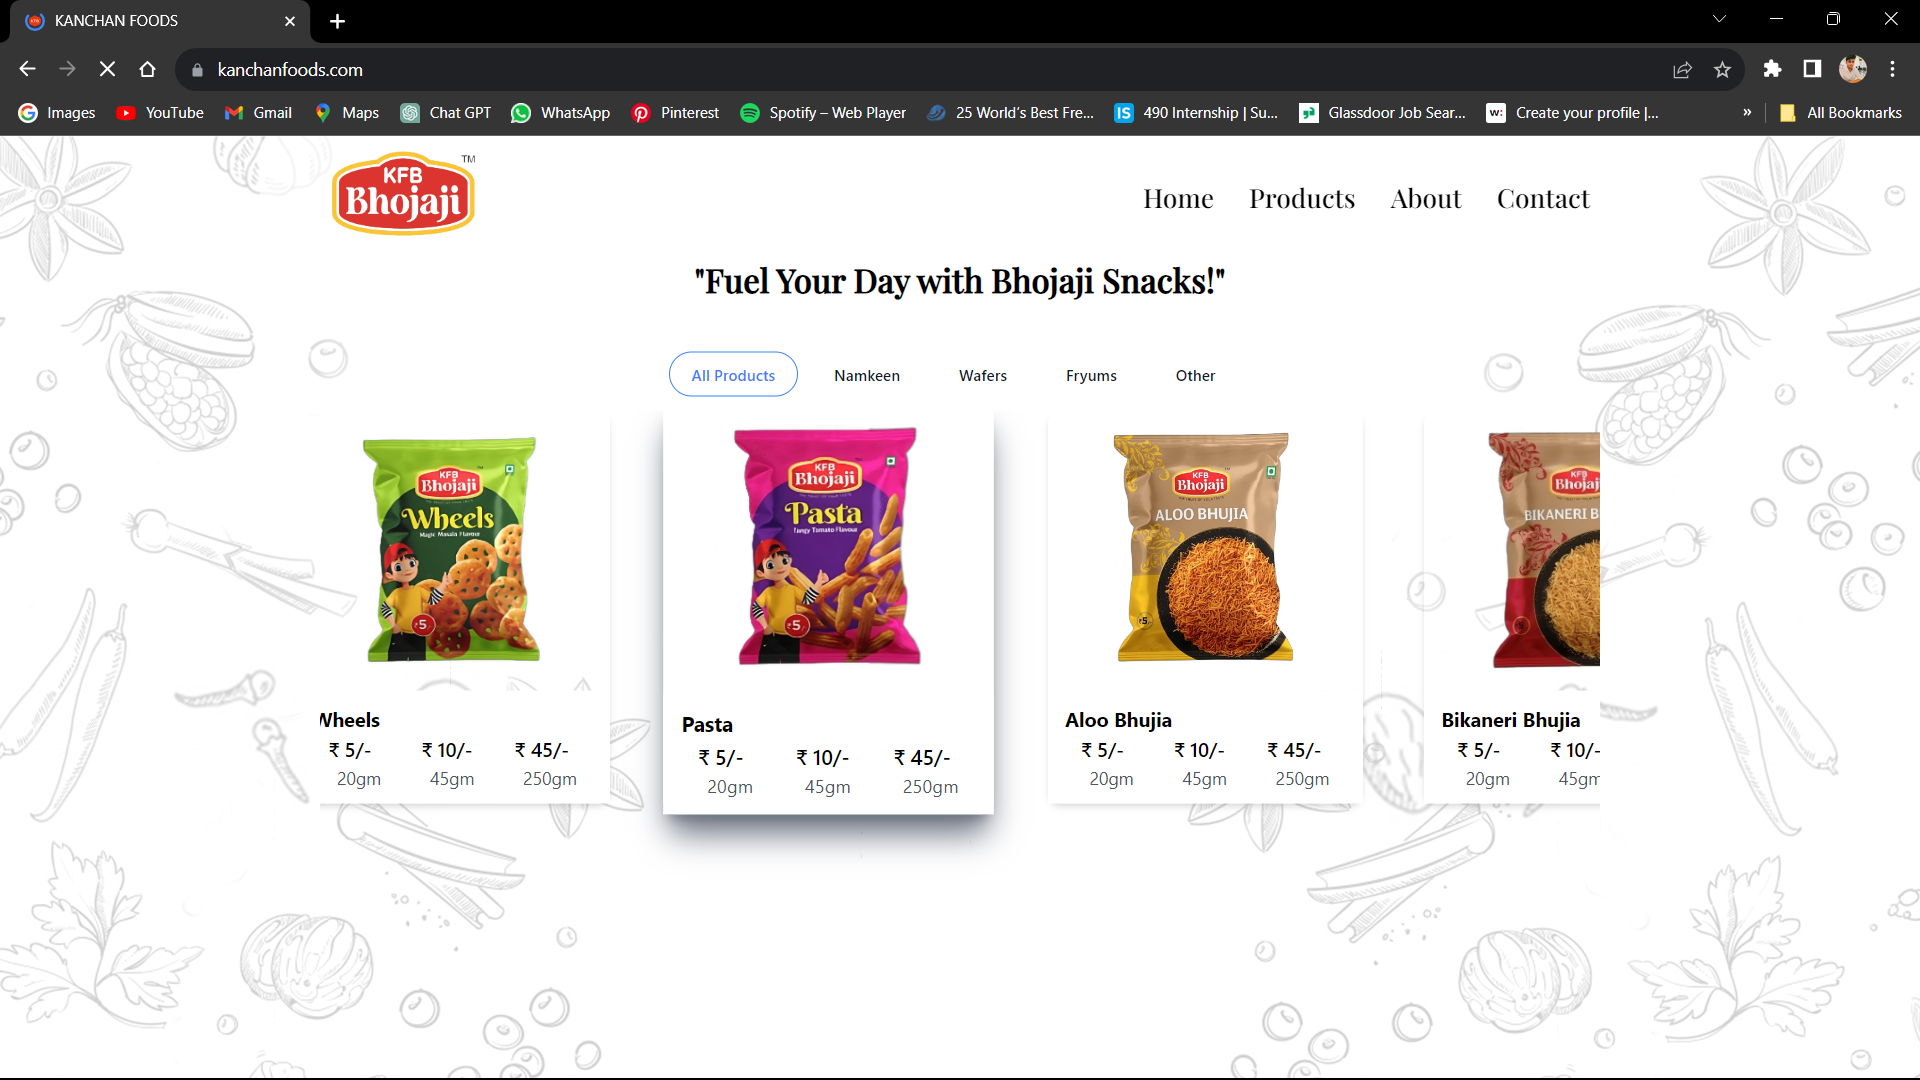 KANCHAN FOODS
kanchanfoods.com
Images YouTube Gmail Maps Chat GPT WhatsApp Pinterest Spotify – Web Player 25 World's Best Fre... 490 Internship | Su... Glassdoor Job Sear... Create your profile |... » All Bookmarks
KFB Bhojaji TM
Home Products About Contact
"Fuel Your Day with Bhojaji Snacks!"
All Products Namkeen Wafers Fryums Other
KFB
Bhojaji
Wheels
Magic Masala Flavour
₹5/-
KFB
Bhojaji
Pasta
Tangy Tomato Flavour
₹5/-
KFB
Bhojaji
ALOO BHUJIA
₹5/-
KFB
Bhojaji
BIKANERI B
Wheels
₹ 5/- ₹ 10/- ₹ 45/-
20gm 45gm 250gm
Pasta
₹ 5/- ₹ 10/- ₹ 45/-
20gm 45gm 250gm
Aloo Bhujia
₹ 5/- ₹ 10/- ₹ 45/-
20gm 45gm 250gm
Bikaneri Bhujia
₹ 5/- ₹ 10/-
20gm 45gm